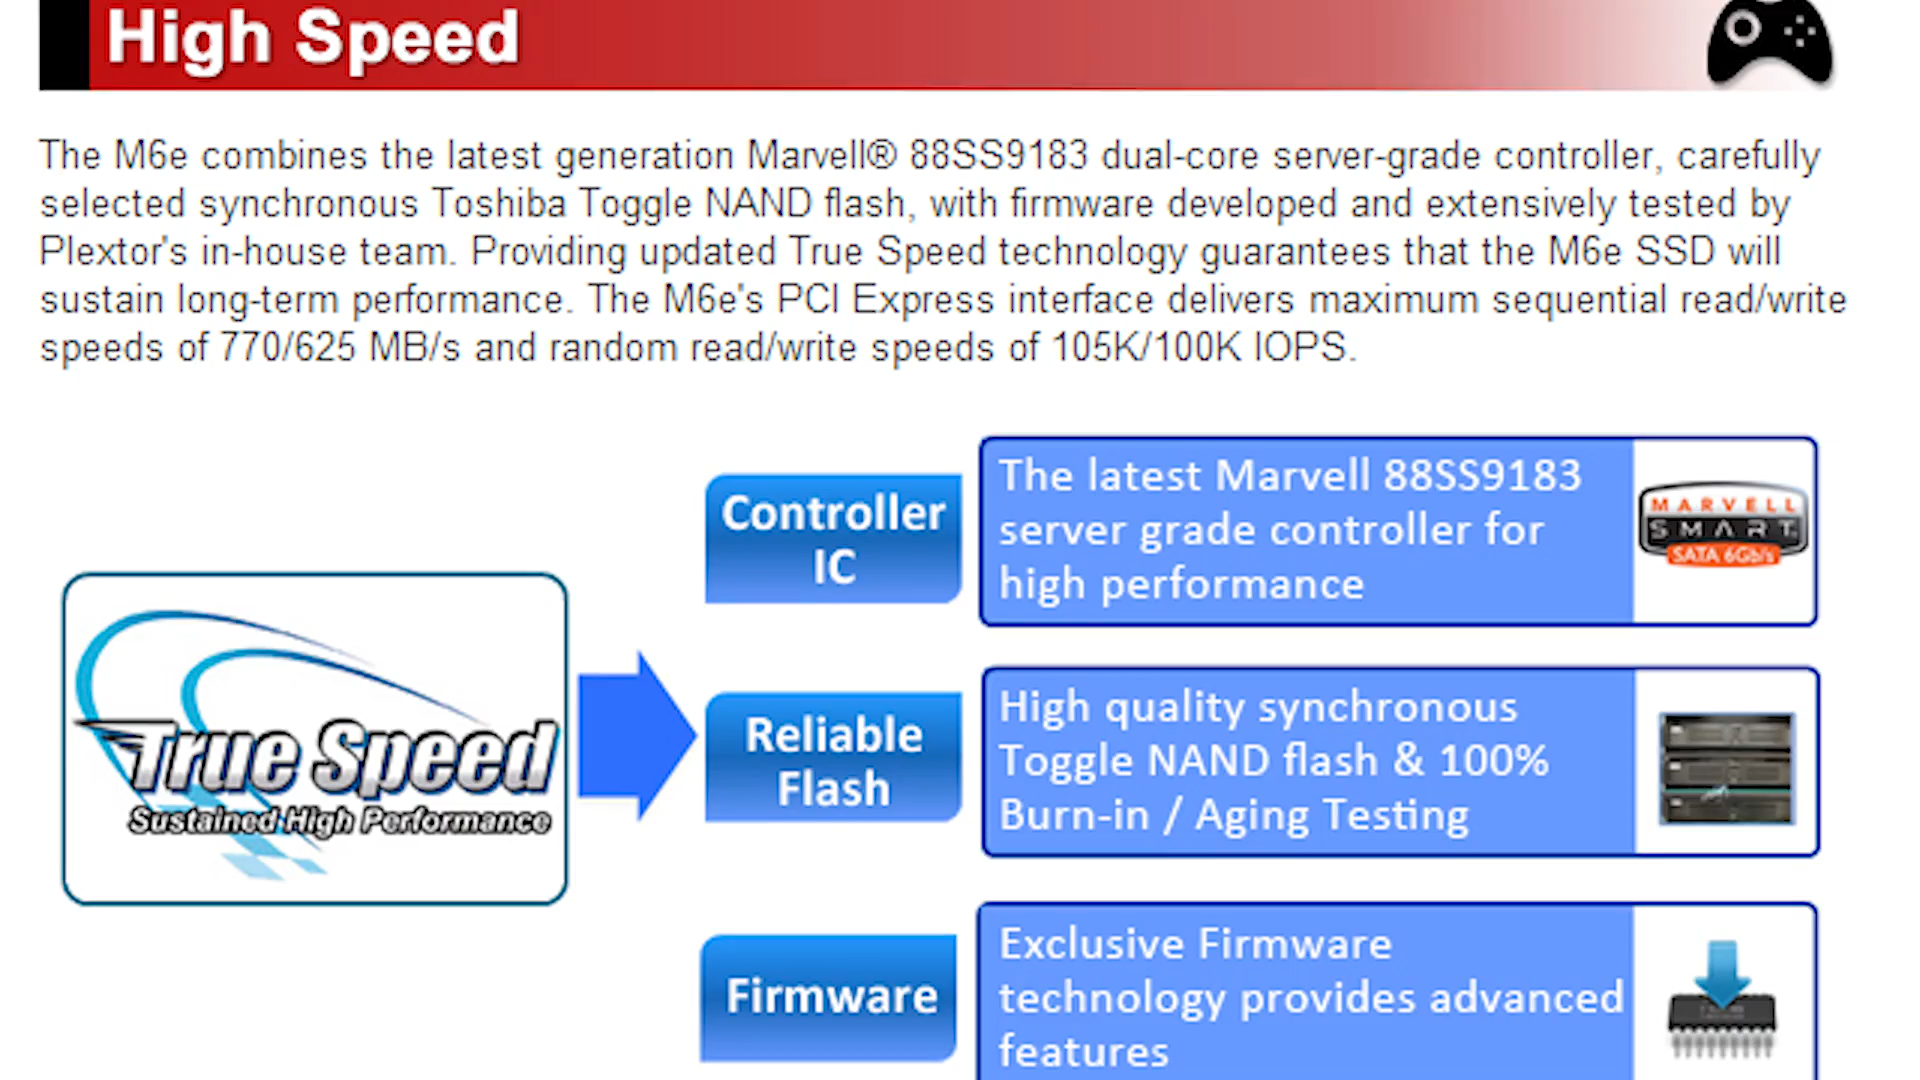 High Speed
The M6e combines the latest generation Marvell® 88SS9183 dual-core server-grade controller, carefully
selected synchronous Toshiba Toggle NAND flash, with firmware developed and extensively tested by
Plextor's in-house team. Providing updated True Speed technology guarantees that the M6e SSD will
sustain long-term performance. The M6e's PCI Express interface delivers maximum sequential read/write
speeds of 770/625 MB/s and random read/write speeds of 105K/100K IOPS.
True Speed
Sustained High Performance
Controller
IC
The latest Marvell 88SS9183
server grade controller for
high performance
MARVELL
SMART
SATA 6Gb/s
Reliable
Flash
High quality synchronous
Toggle NAND flash & 100%
Burn-in / Aging Testing
Firmware
Exclusive Firmware
technology provides advanced
features